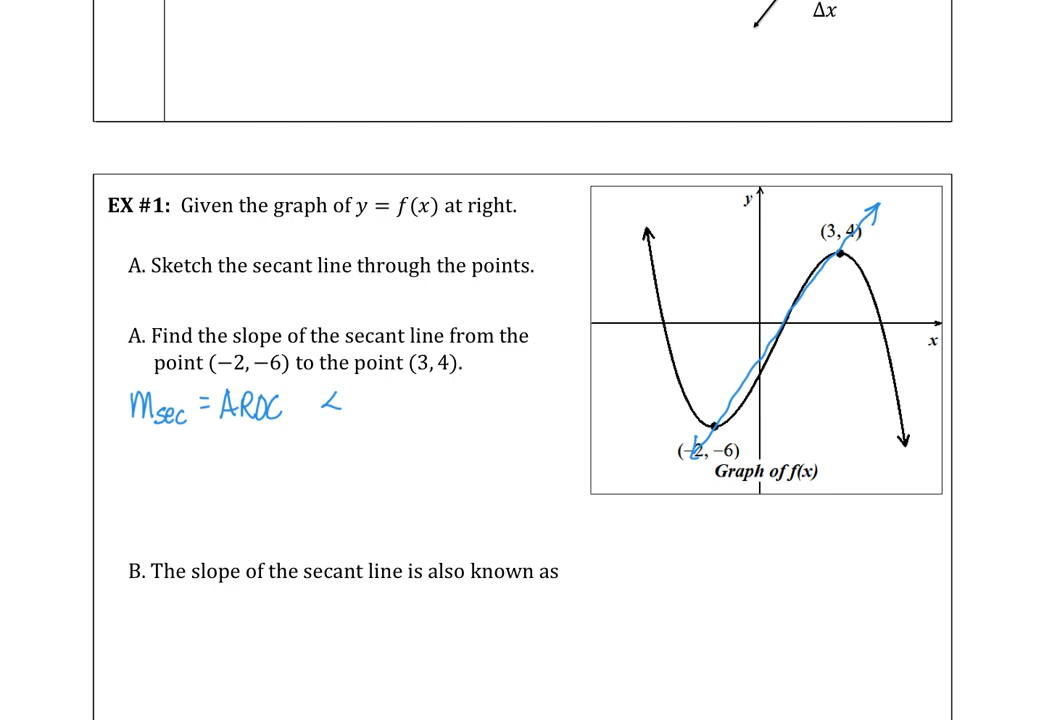 Δx
EX #1: Given the graph of y = f(x) at right.
A. Sketch the secant line through the points.
A. Find the slope of the secant line from the
point (−2, −6) to the point (3, 4).
msec = AROC <
B. The slope of the secant line is also known as
y
(3, 4)
x
(−2, −6)
Graph of f(x)